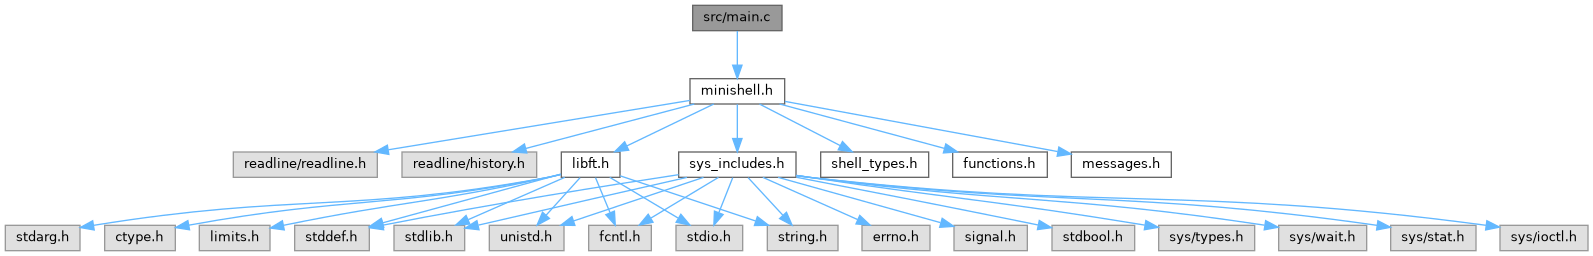 src/main.c
minishell.h
readline/readline.h
readline/history.h
libft.h
sys_includes.h
shell_types.h
functions.h
messages.h
stdarg.h
ctype.h
limits.h
stddef.h
stdlib.h
unistd.h
fcntl.h
stdio.h
string.h
errno.h
signal.h
stdbool.h
sys/types.h
sys/wait.h
sys/stat.h
sys/ioctl.h